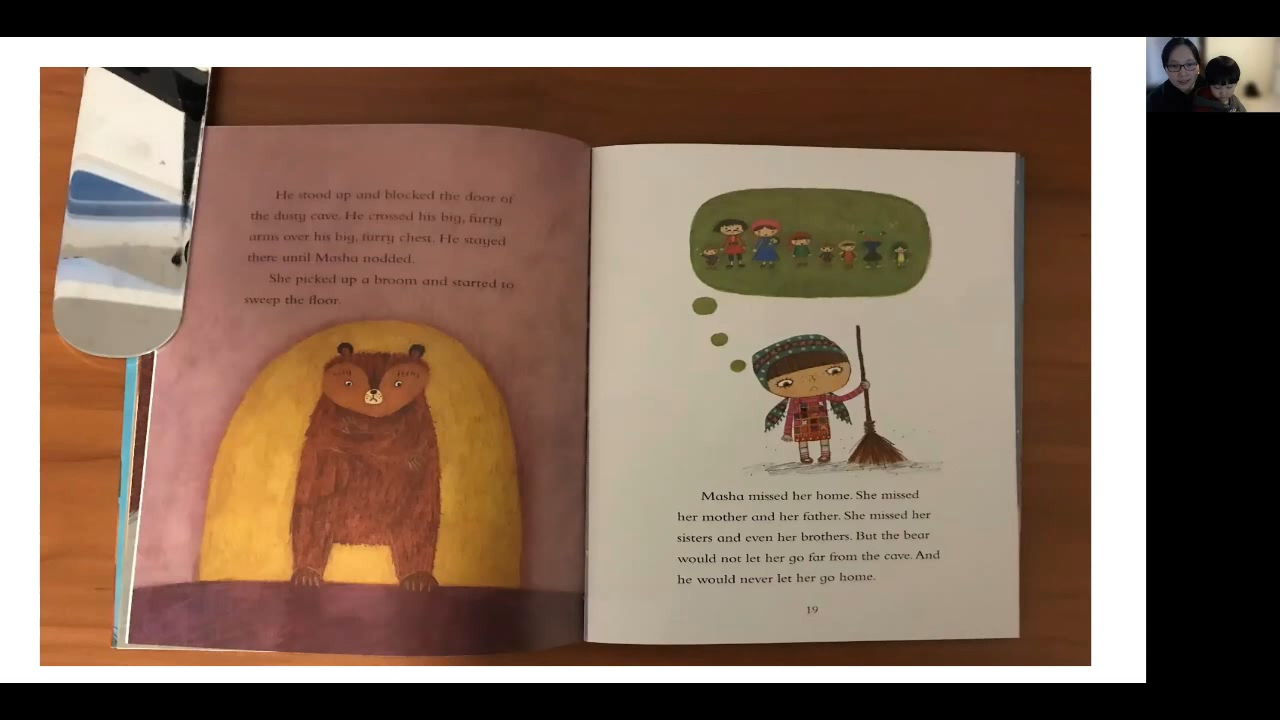 He stood up and blocked the door of
the dusty cave. He crossed his big, furry
arms over his big, furry chest. He stayed
there until Masha nodded.
She picked up a broom and started to
sweep the floor.
Masha missed her home. She missed
her mother and her father. She missed her
sisters and even her brothers. But the bear
would not let her go far from the cave. And
he would never let her go home.
19